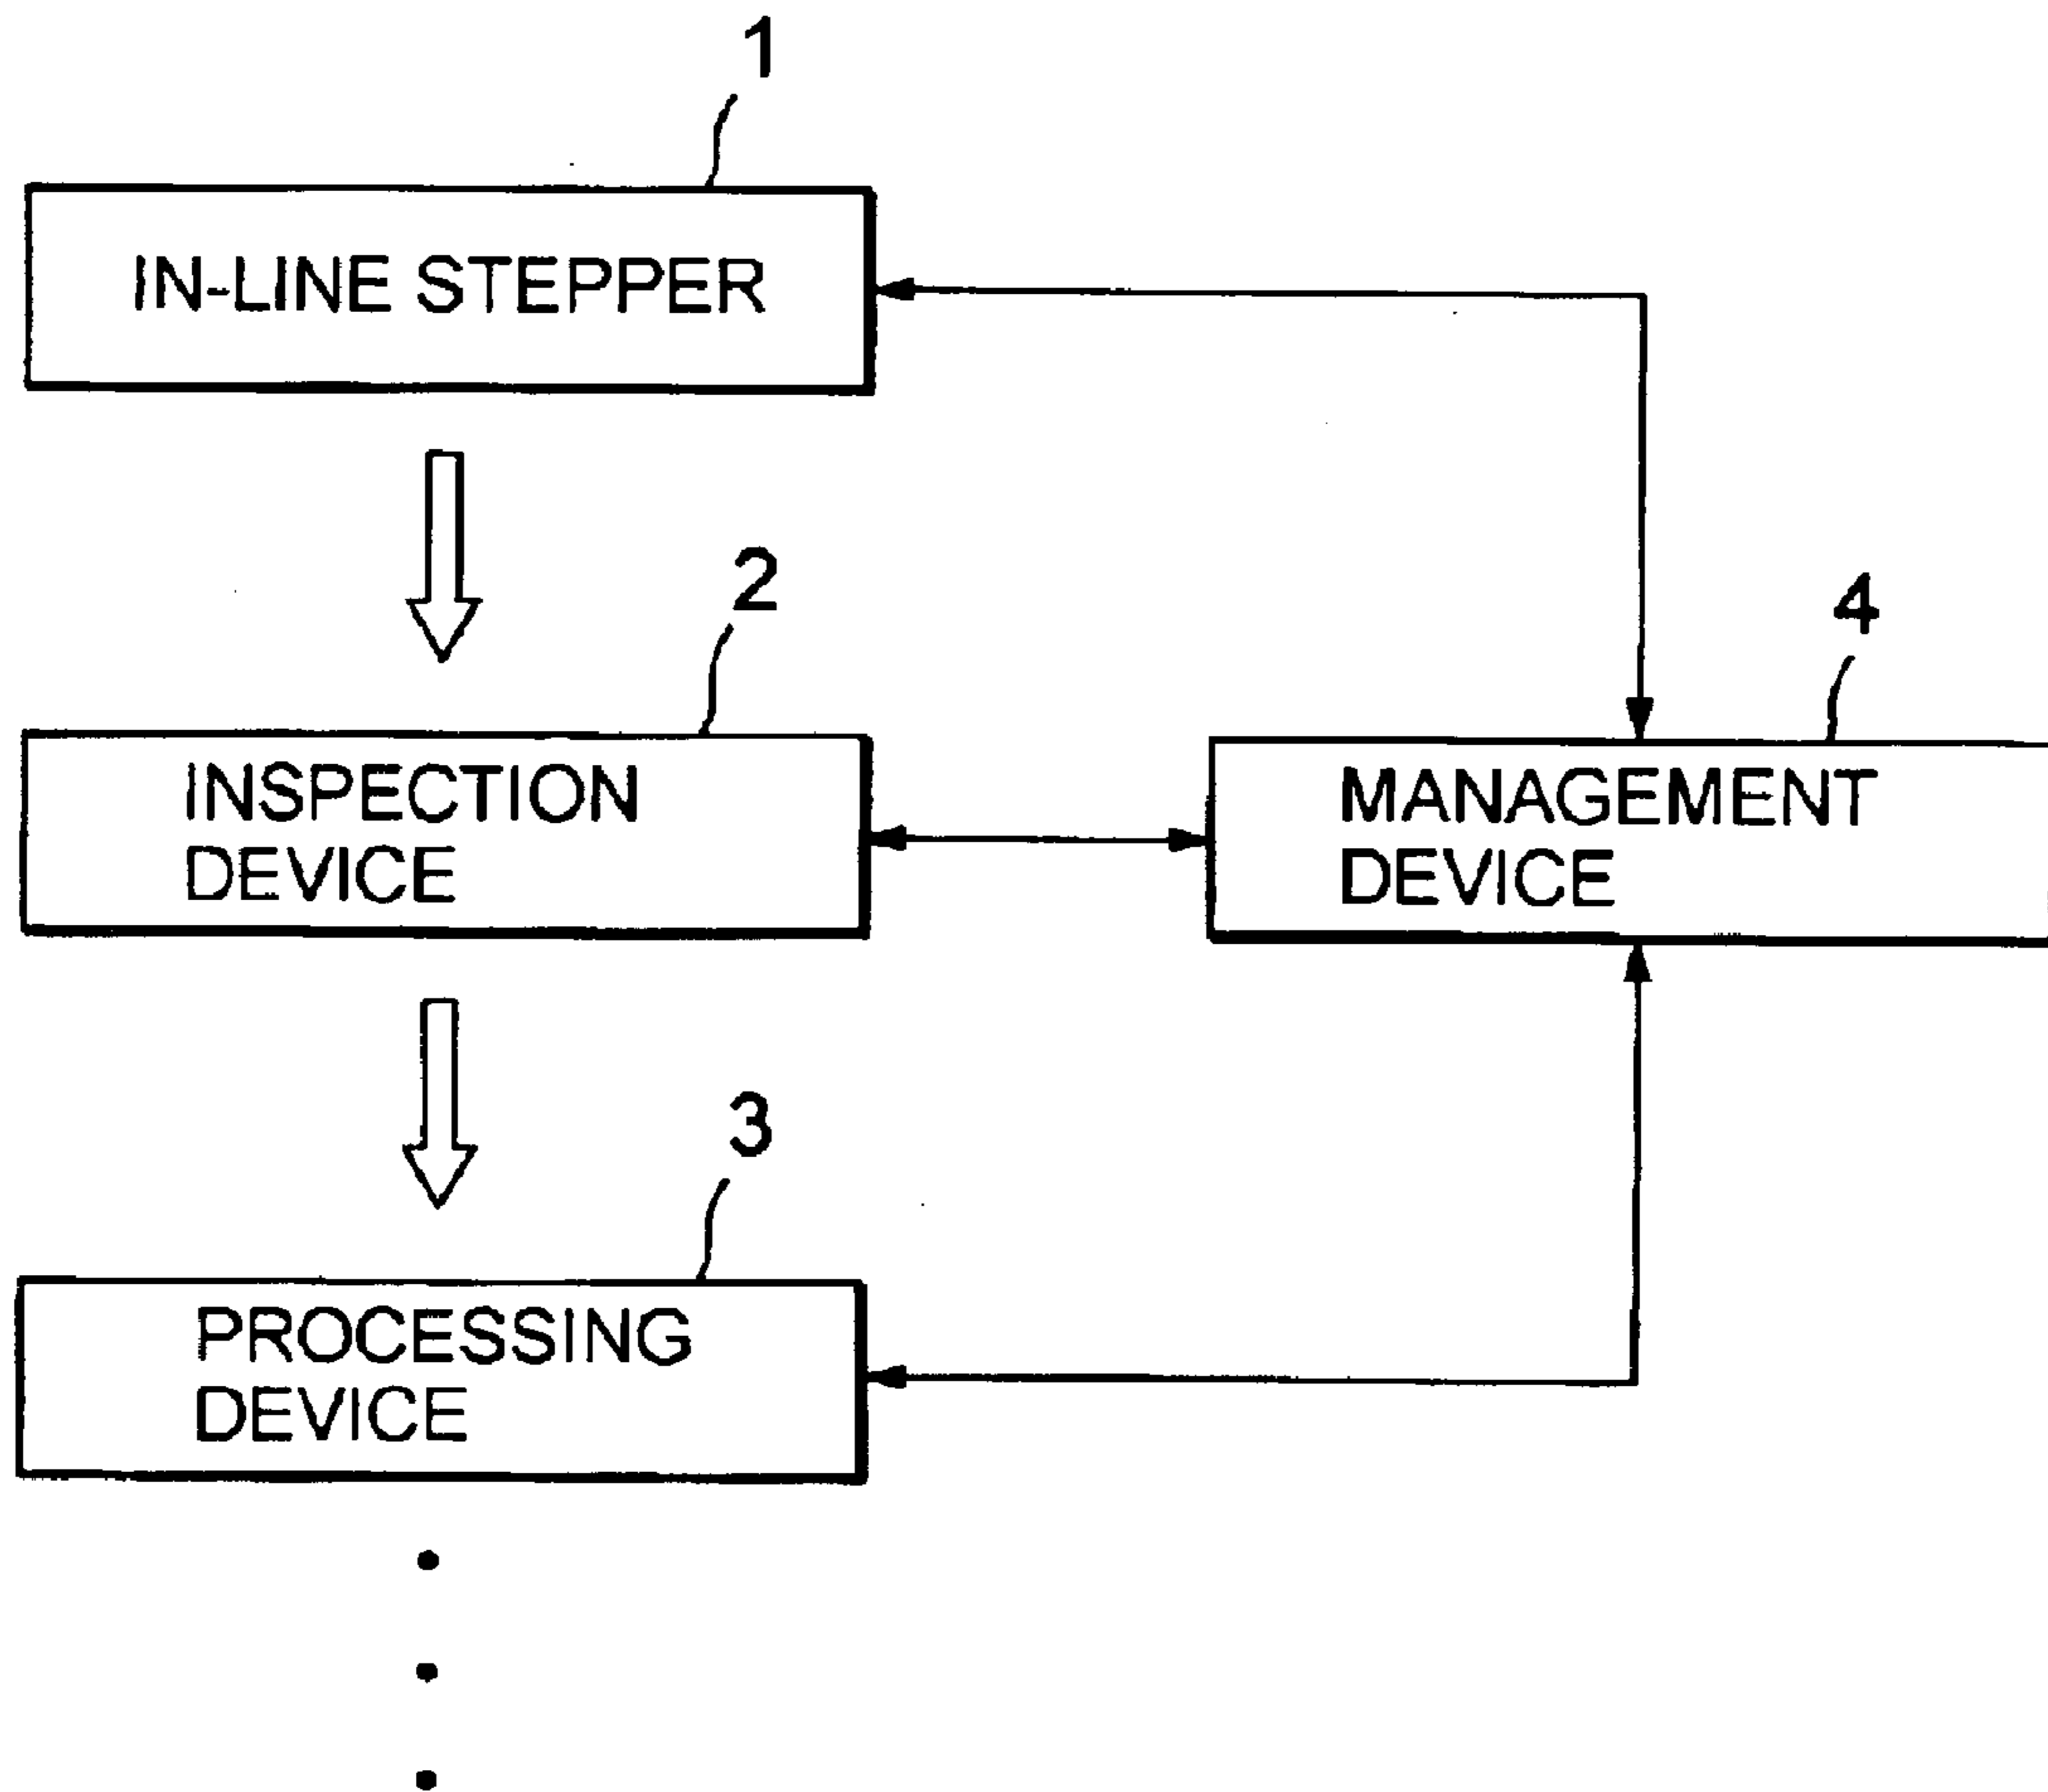 1
IN-LINE STEPPER
2
INSPECTION
DEVICE
4
MANAGEMENT
DEVICE
3
PROCESSING
DEVICE